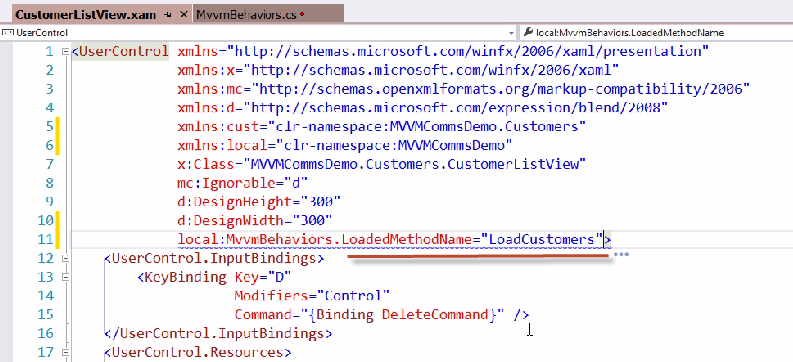 CustomerListView.xam MvvmBehaviors.cs
UserControl local:MvvmBehaviors.LoadedMethodName
1 <UserControl xmlns="http://schemas.microsoft.com/winfx/2006/xaml/presentation"
2 xmlns:x="http://schemas.microsoft.com/winfx/2006/xaml"
3 xmlns:mc="http://schemas.openxmlformats.org/markup-compatibility/2006"
4 xmlns:d="http://schemas.microsoft.com/expression/blend/2008"
5 xmlns:cust="clr-namespace:MVVMCommsDemo.Customers"
6 xmlns:local="clr-namespace:MVVMCommsDemo"
7 x:Class="MVVMCommsDemo.Customers.CustomerListView"
8 mc:Ignorable="d"
9 d:DesignHeight="300"
10 d:DesignWidth="300"
11 local:MvvmBehaviors.LoadedMethodName="LoadCustomers">
12 <UserControl.InputBindings>
13 <KeyBinding Key="D"
14 Modifiers="Control"
15 Command="{Binding DeleteCommand}" />
16 </UserControl.InputBindings>
17 <UserControl.Resources>